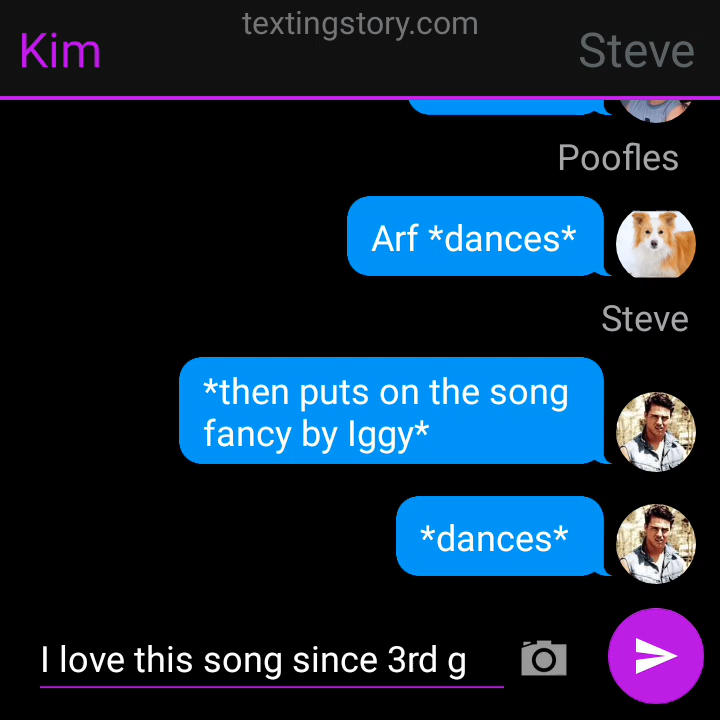 textingstory.com
Kim
Steve
Poofles
Arf *dances*
Steve
*then puts on the song
fancy by Iggy*
*dances*
I love this song since 3rd g